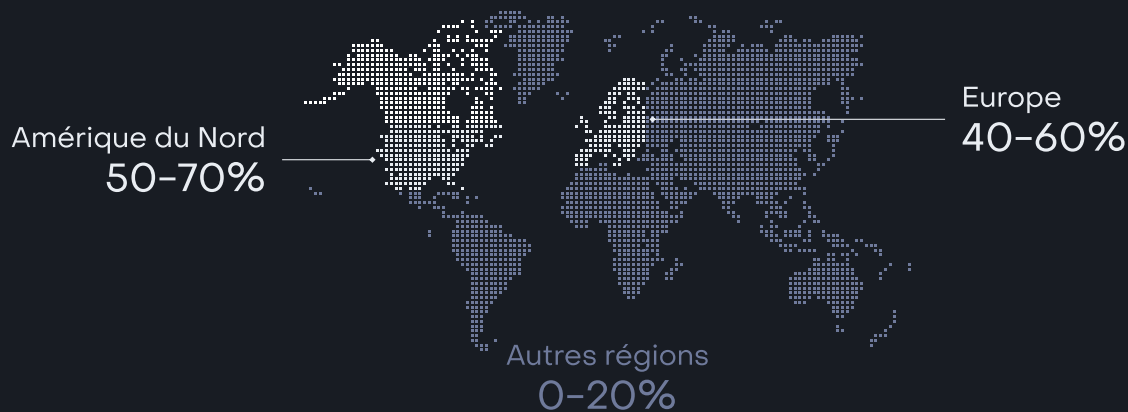 Amérique du Nord
50–70%
Europe
40–60%
Autres régions
0–20%